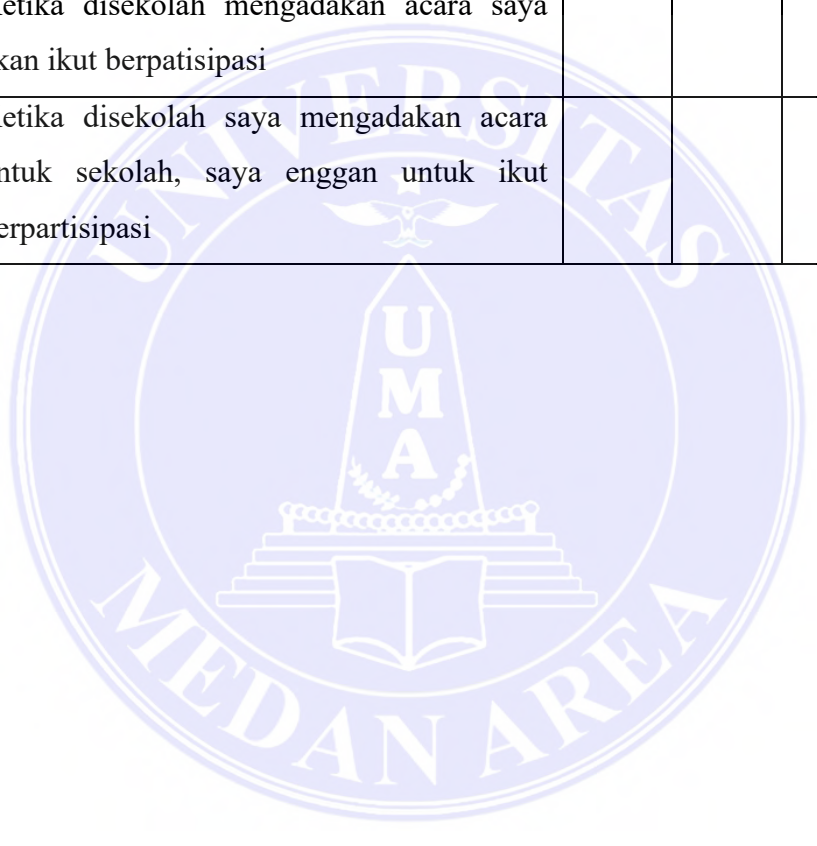 etika disekolah mengadakan acara saya
kan ikut berpatisipasi
etika disekolah saya mengadakan acara
ntuk sekolah, saya enggan untuk ikut
erpartisipasi
UNIVERSITAS
UMA
MEDAN AREA